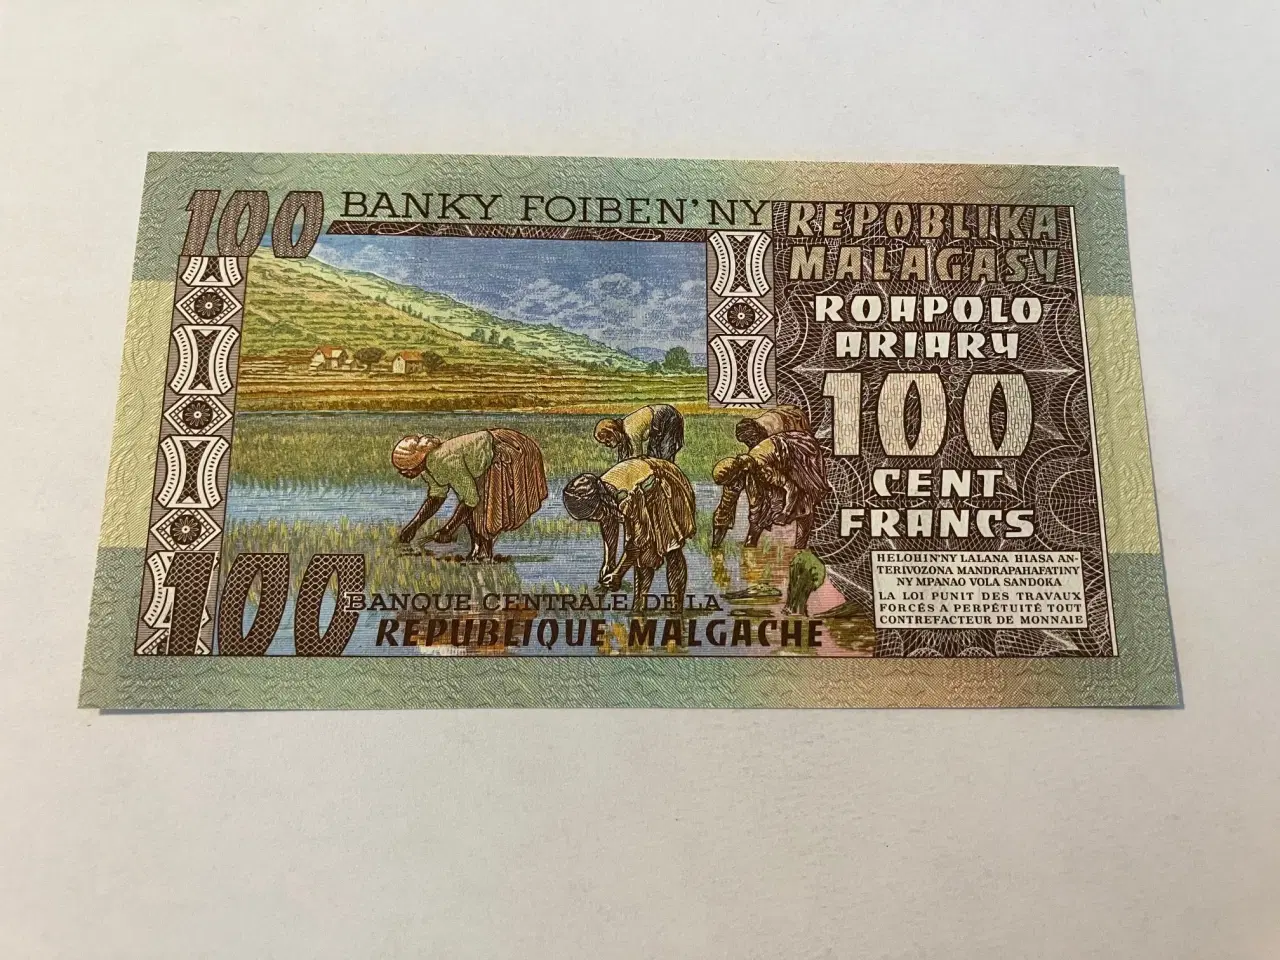 100
BANKY FOIBEN'NY
REPOBLIKA
MALAGASY
ROAPOLO
ARIARY
100
CENT
FRANCS
HELOHIN'NY LALANA HIASA AN-
TERIVOZONA MANDRAPAHAFATINY
NY MPANAO VOLA SANDOKA
LA LOI PUNIT DES TRAVAUX
FORCÉS A PERPÉTUITÉ TOUT
CONTREFACTEUR DE MONNAIE
100
BANQUE CENTRALE DE LA
REPUBLIQUE MALGACHE